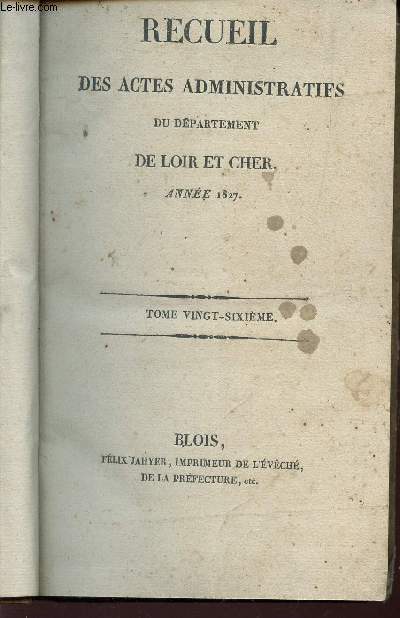 Le-livre.com
RECUEIL
DES ACTES ADMINISTRATIFS
DU DÉPARTEMENT
DE LOIR ET CHER.
ANNÉE 1827.
TOME VINGT-SIXIÈME.
BLOIS,
FÉLIX JAHYER, IMPRIMEUR DE L'ÉVÊCHÉ,
DE LA PRÉFECTURE, etc.